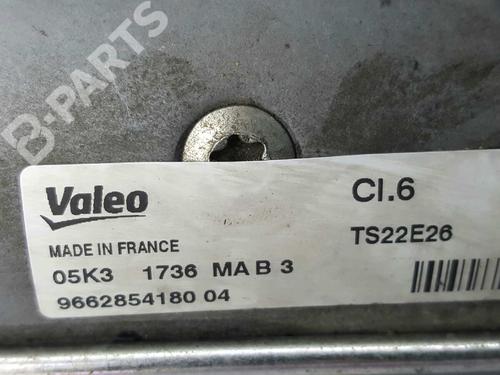 B-PARTS
Valeo
Cl.6
MADE IN FRANCE
TS22E26
05K3 1736 MA B 3
9662854180 04